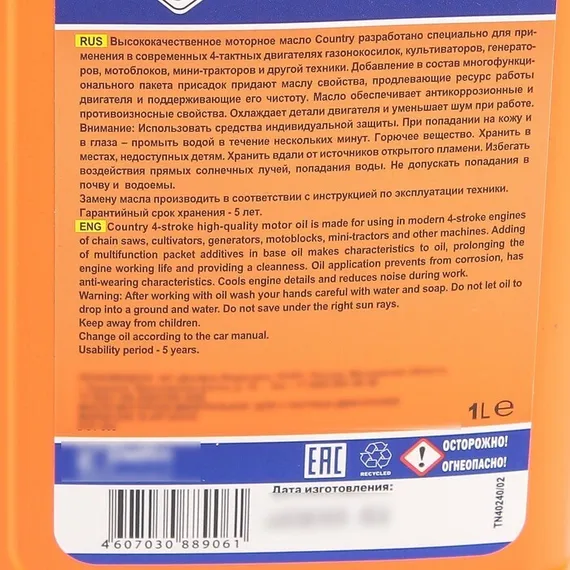 RUS Высококачественное моторное масло Country разработано специально для при-
менения в современных 4-тактных двигателях газонокосилок, культиваторов, генерато-
ров, мотоблоков, мини-тракторов и другой техники. Добавление в состав многофункци-
онального пакета присадок придают маслу свойства, продлевающие ресурс работы
двигателя и поддерживающие его чистоту. Масло обеспечивает антикоррозионные и
противоизносные свойства. Охлаждает детали двигателя и уменьшает шум при работе.
Внимание: Использовать средства индивидуальной защиты. При попадании на кожу и
в глаза – промыть водой в течение нескольких минут. Горючее вещество. Хранить в
местах, недоступных детям. Хранить вдали от источников открытого пламени. Избегать
воздействия прямых солнечных лучей, попадания воды. Не допускать попадания в
почву и водоемы.
Замену масла производить в соответствии с инструкцией по эксплуатации техники.
Гарантийный срок хранения - 5 лет.
ENG Country 4-stroke high-quality motor oil is made for using in modern 4-stroke engines
of chain saws, cultivators, generators, motoblocks, mini-tractors and other machines. Adding
of multifunction packet additives in base oil makes characteristics to oil, prolonging the
engine working life and providing a cleanness. Oil application prevents from corrosion, has
anti-wearing characteristics. Cools engine details and reduces noise during work.
Warning: After working with oil wash your hands careful with water and soap. Do not let oil to
drop into a ground and water. Do not save under the right sun rays.
Keep away from children.
Change oil according to the car manual.
Usability period - 5 years.
1L e
EAC
RECYCLED
ОСТОРОЖНО!
ОГНЕОПАСНО!
Дата изготовления:
TN40240/02
4 607030 889061